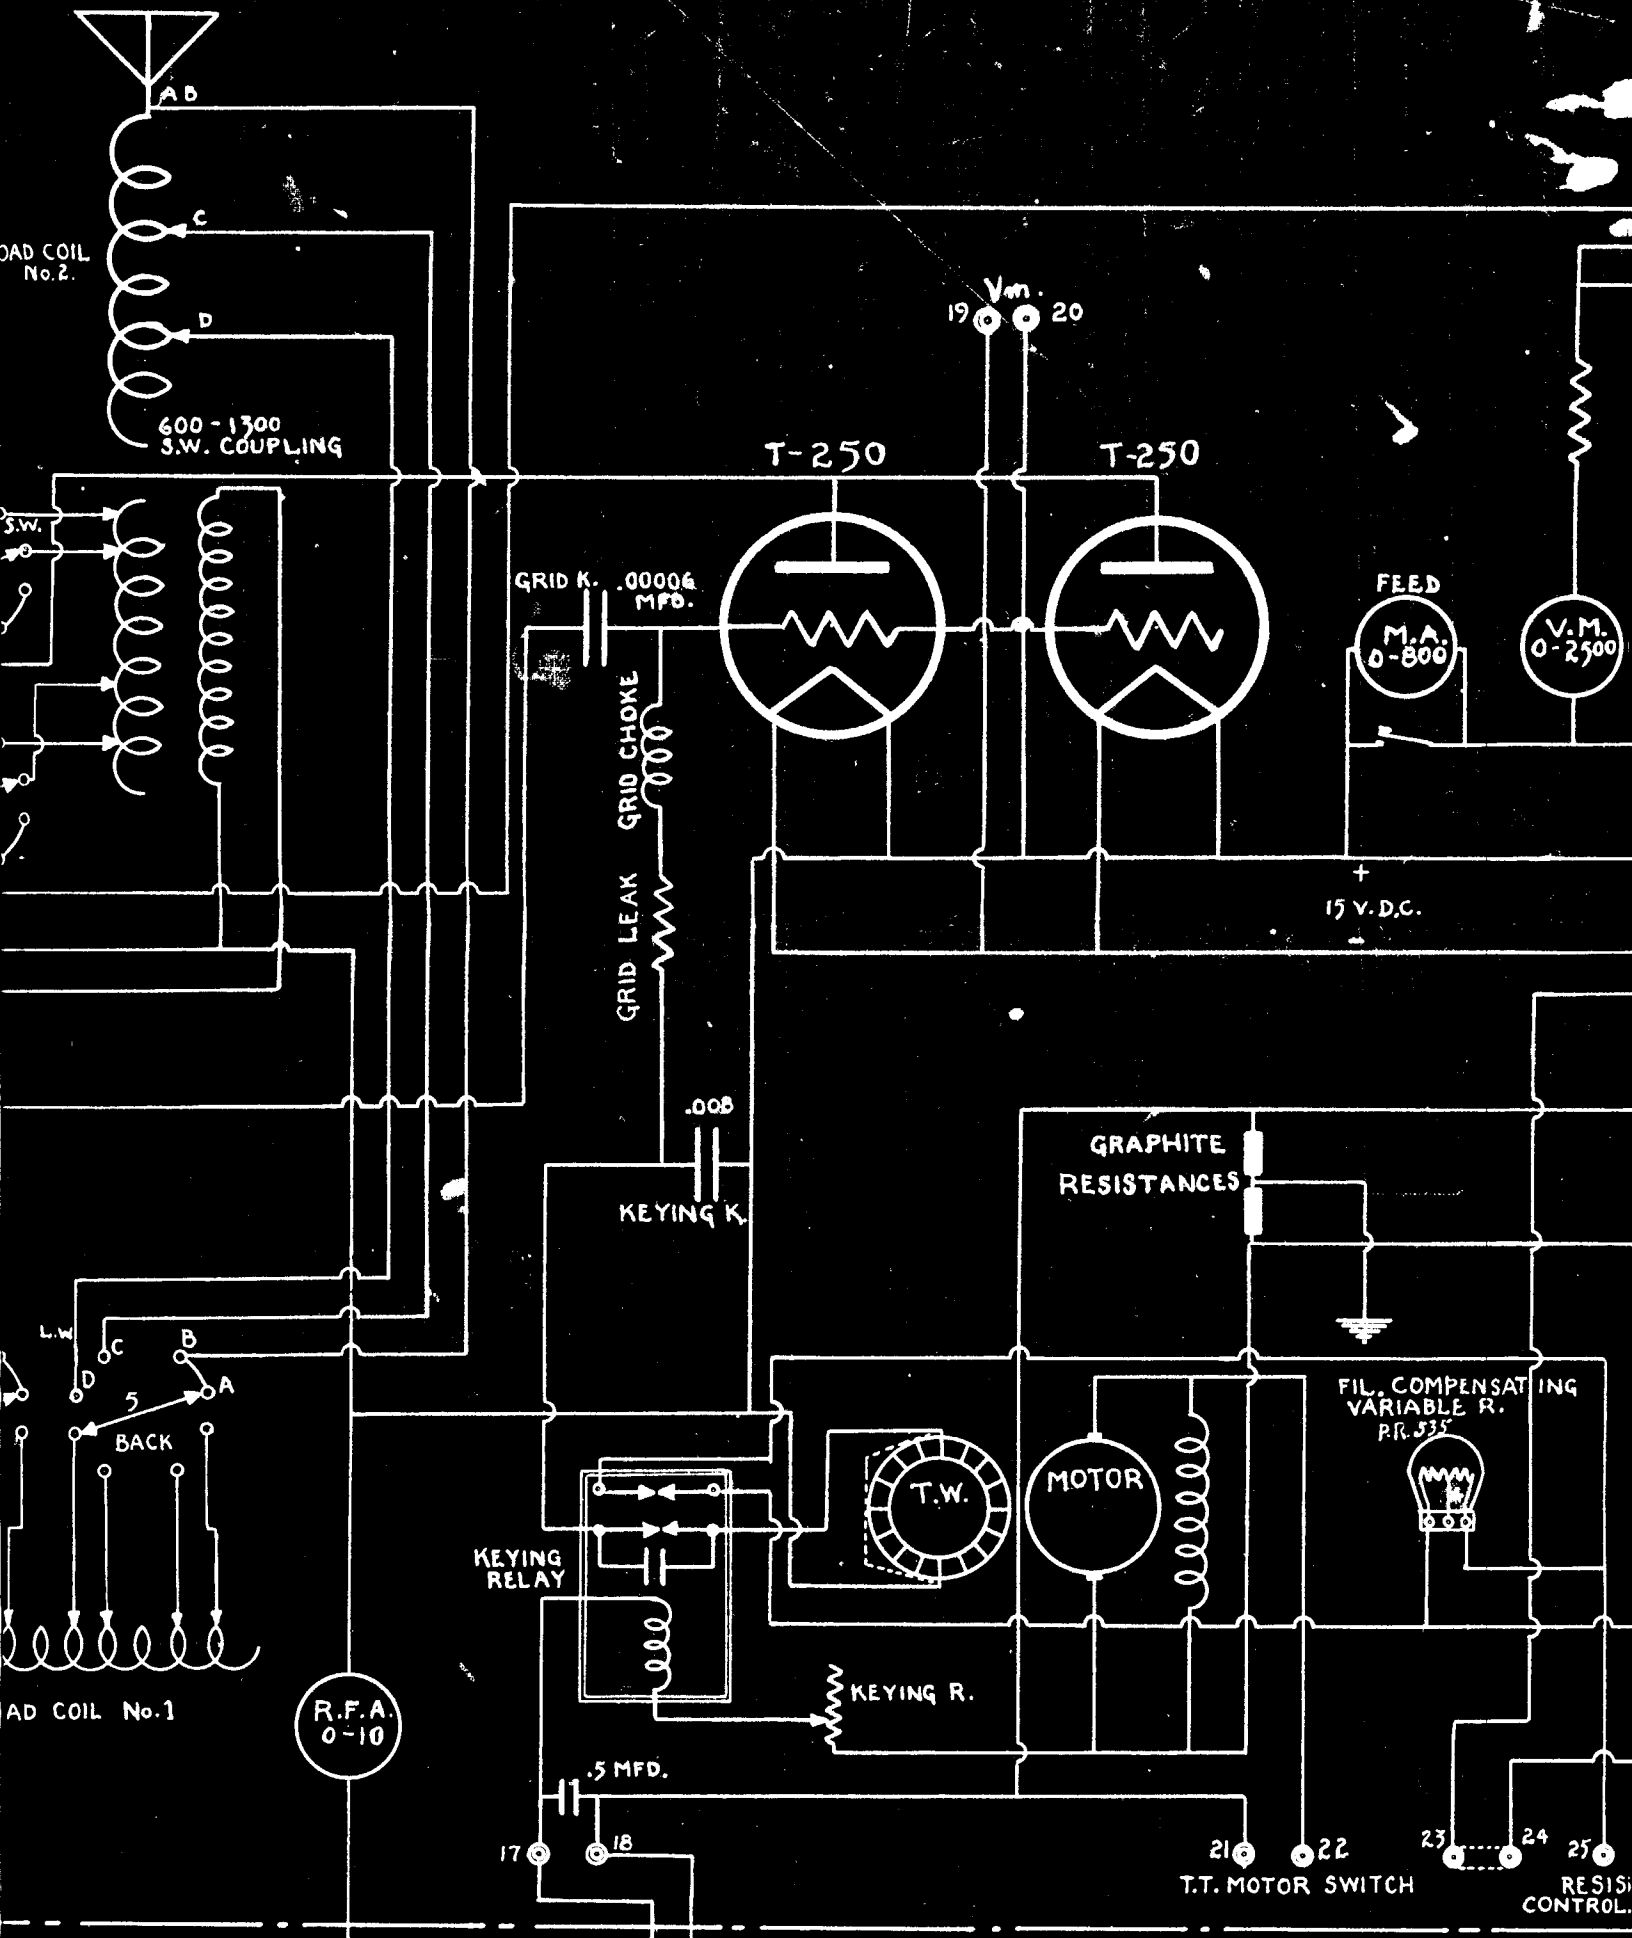 AB
C
OAD COIL
No.2.
D
600-1300
S.W. COUPLING
S.W.
Vm.
19
20
T-250
T-250
GRID K.
.00006
MFD.
FEED
M.A.
0-800
V.M.
0-2500
GRID CHOKE
GRID LEAK
+
15 V.D.C.
-
.008
KEYING K.
GRAPHITE
RESISTANCES
L.W.
C
B
D
A
5
BACK
FIL. COMPENSATING
VARIABLE R.
P.R. 535
T.W.
MOTOR
KEYING
RELAY
KEYING R.
AD COIL No.1
R.F.A.
0-10
.5 MFD.
17
18
21
22
T.T. MOTOR SWITCH
23
24
25
RESIS
CONTROL.